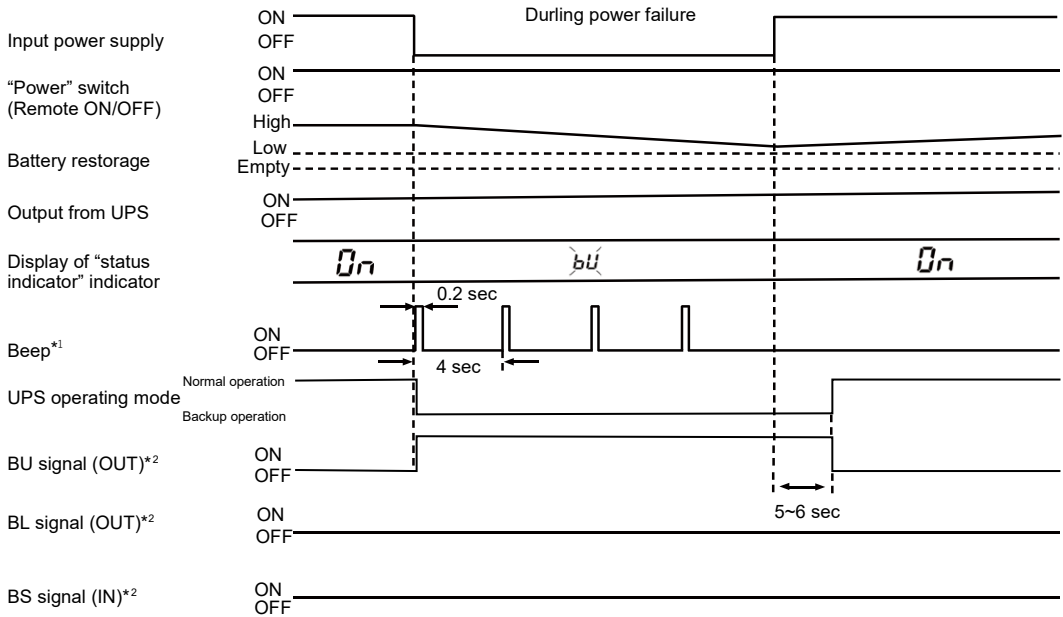 ON Durling power failure
Input power supply OFF
ON
“Power” switch OFF
(Remote ON/OFF)
High
Low
Battery restorage Empty
ON
Output from UPS OFF
Display of “status On bU On
indicator” indicator
0.2 sec
ON
Beep*1 OFF
4 sec
Normal operation
UPS operating mode
Backup operation
ON
BU signal (OUT)*2 OFF
5~6 sec
ON
BL signal (OUT)*2 OFF
ON
BS signal (IN)*2 OFF